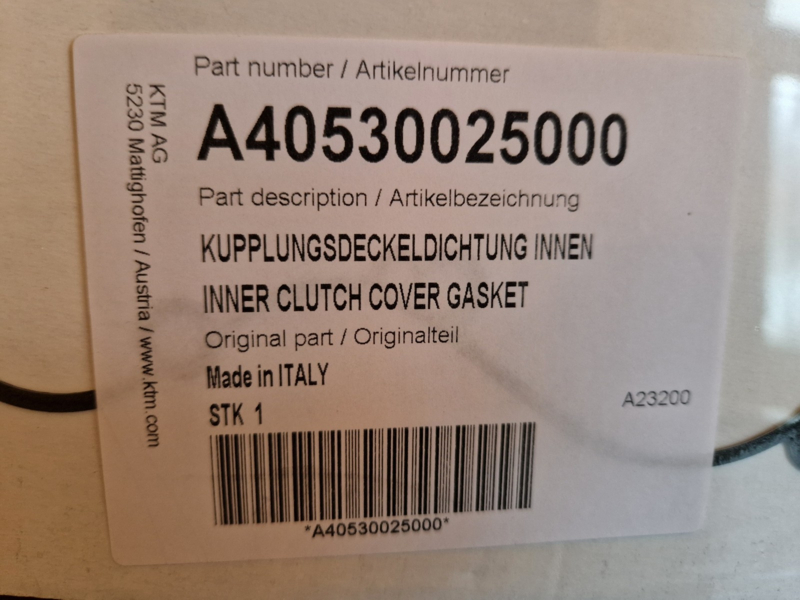 Part number / Artikelnummer
A40530025000
Part description / Artikelbezeichnung
KUPPLUNGSDECKELDICHTUNG INNEN
INNER CLUTCH COVER GASKET
Original part / Originalteil
Made in ITALY
STK 1
A23200
*A40530025000*
KTM AG
5230 Mattighofen / Austria / www.ktm.com